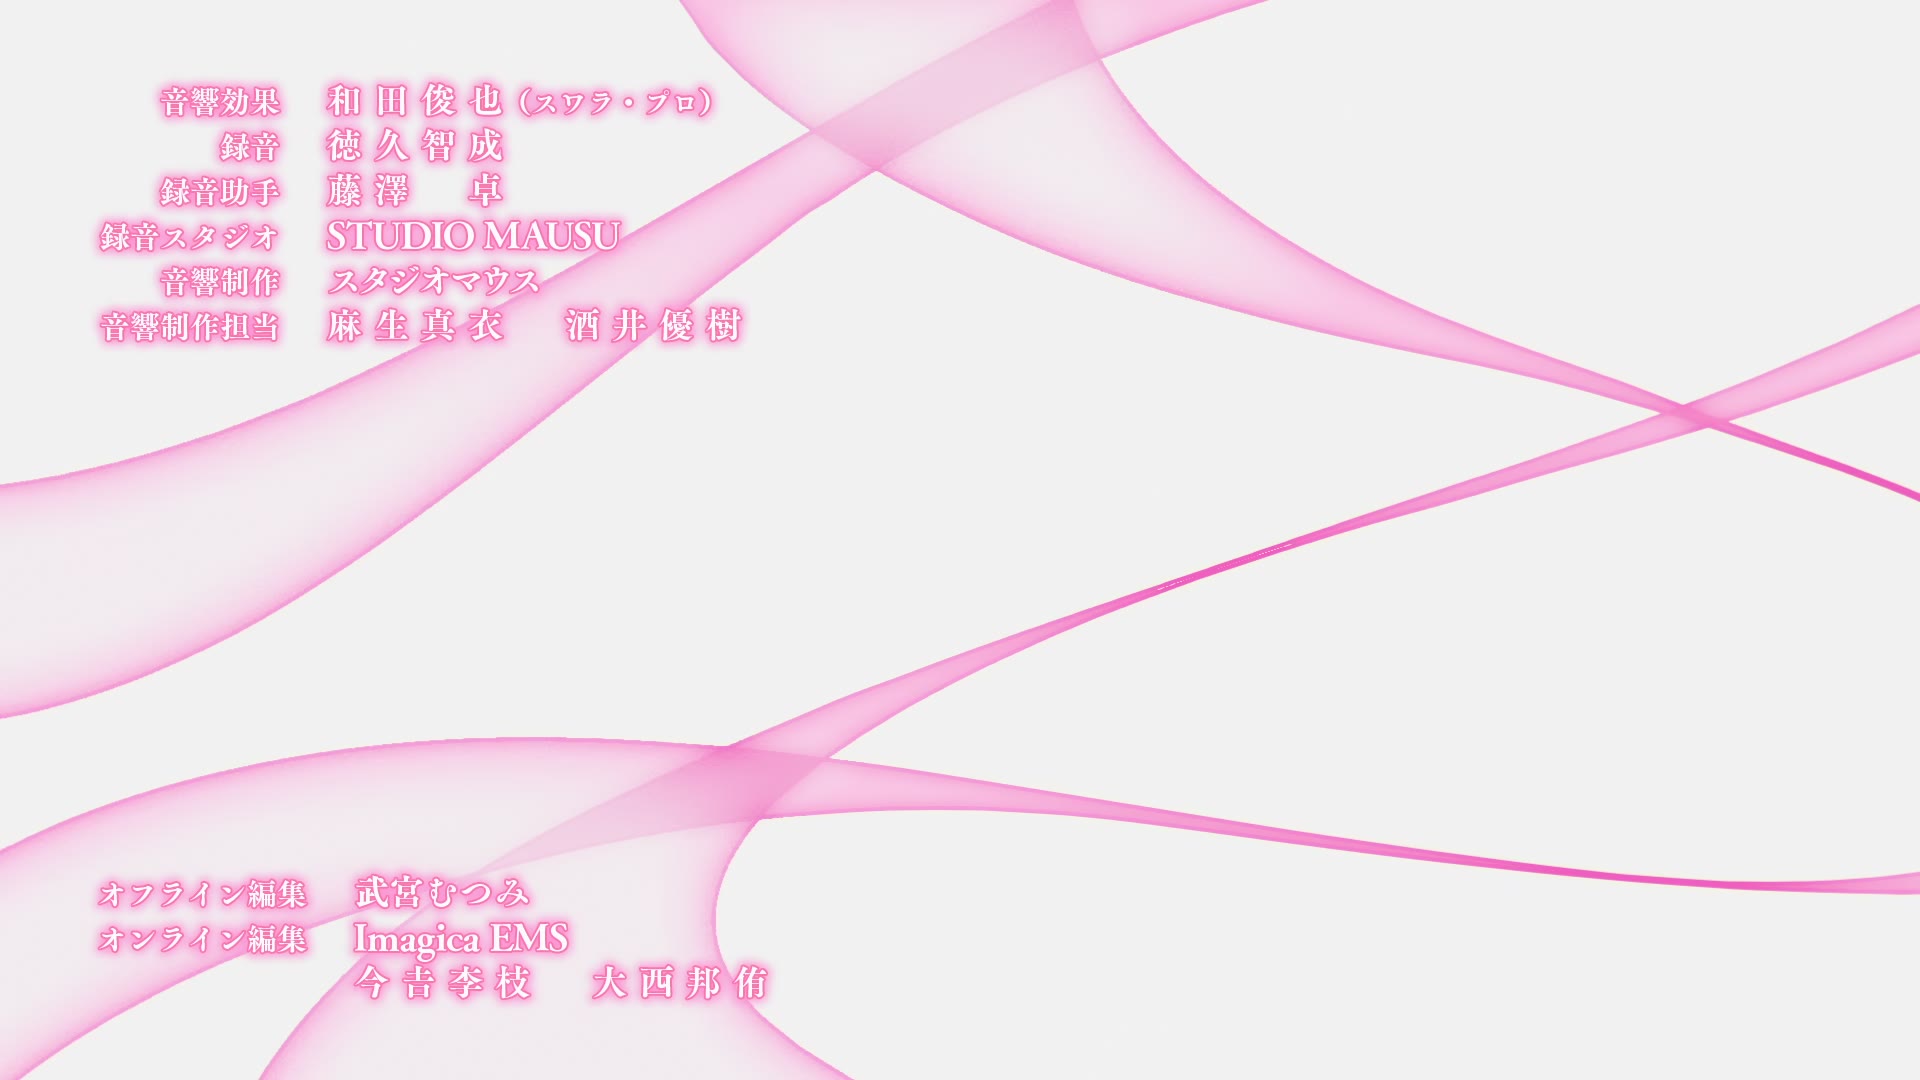 音響効果 和田俊也（スワラ・プロ）
録音 徳久智成
録音助手 藤澤 卓
録音スタジオ STUDIO MAUSU
音響制作 スタジオマウス
音響制作担当 麻生真衣 酒井優樹
オフライン編集 武宮むつみ
オンライン編集 Imagica EMS
今𠮷李枝 大西邦侑